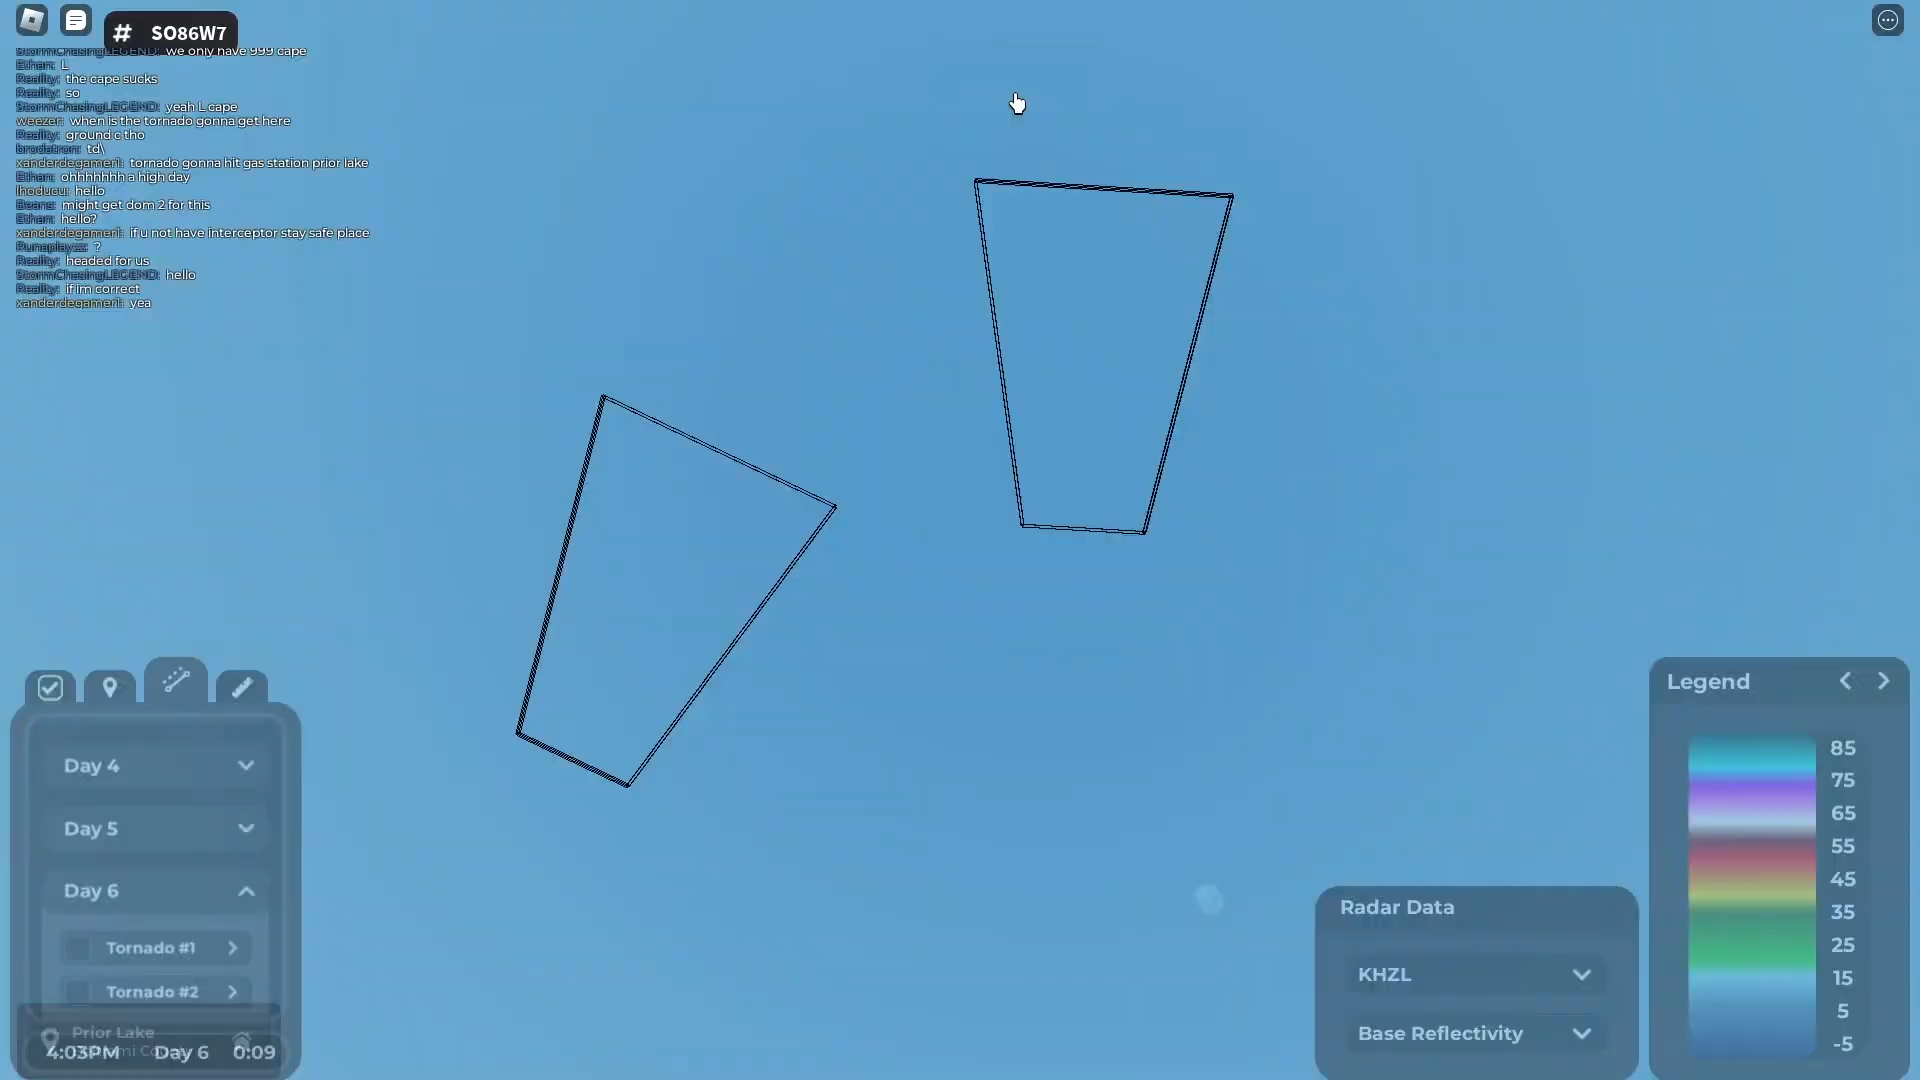 # SO86W7
StormChasingLEGEND: we only have 999 cape
Ethan: L
Reality: the cape sucks
Reality: so
StormChasingLEGEND: yeah L cape
weezer: when is the tornado gonna get here
Reality: ground c tho
brodatron: td\
xanderdegamer1: tornado gonna hit gas station prior lake
Ethan: ohhhhhhh a high day
lhoducu: hello
Beans: might get dom 2 for this
Ethan: hello?
xanderdegamer1: if u not have interceptor stay safe place
?
Reality: headed for us
StormChasingLEGEND: hello
Reality: if im correct
xanderdegamer1: yea
Day 4
Day 5
Day 6
Tornado #1
Tornado #2
Prior Lake
4:03PM Day 6 0:09
Radar Data
KHZL
Base Reflectivity
Legend
85
75
65
55
45
35
25
15
5
-5